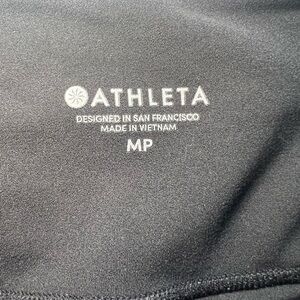 ATHLETA
DESIGNED IN SAN FRANCISCO
MADE IN VIETNAM
MP